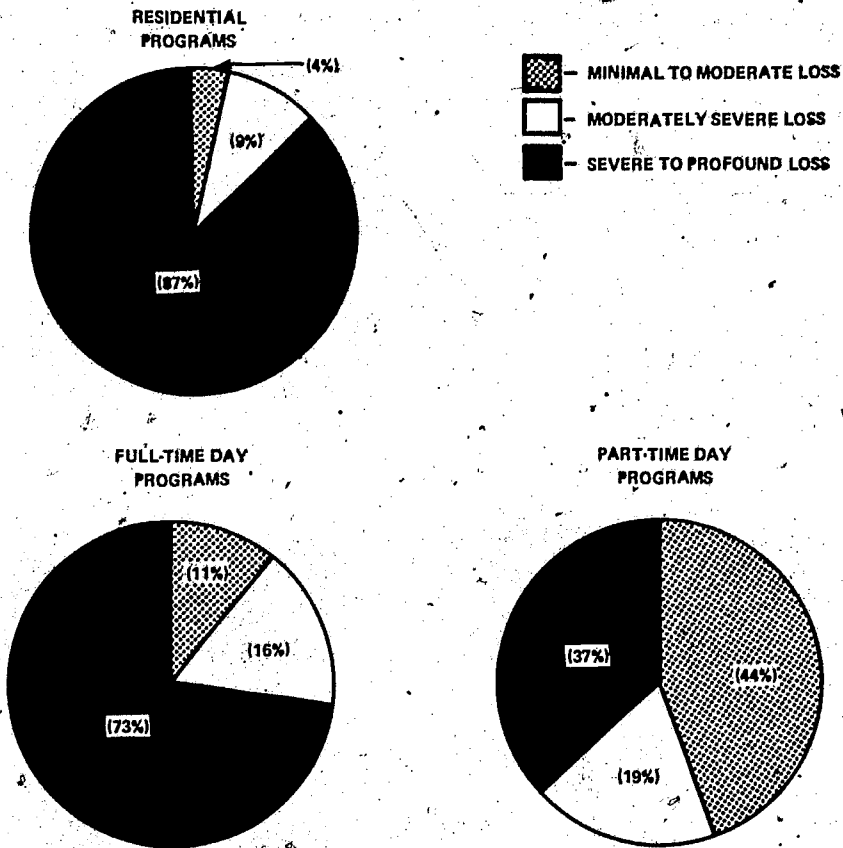 RESIDENTIAL
PROGRAMS
(4%)
(9%)
(87%)
– MINIMAL TO MODERATE LOSS
– MODERATELY SEVERE LOSS
– SEVERE TO PROFOUND LOSS
FULL-TIME DAY
PROGRAMS
(11%)
(16%)
(73%)
PART-TIME DAY
PROGRAMS
(37%)
(44%)
(19%)